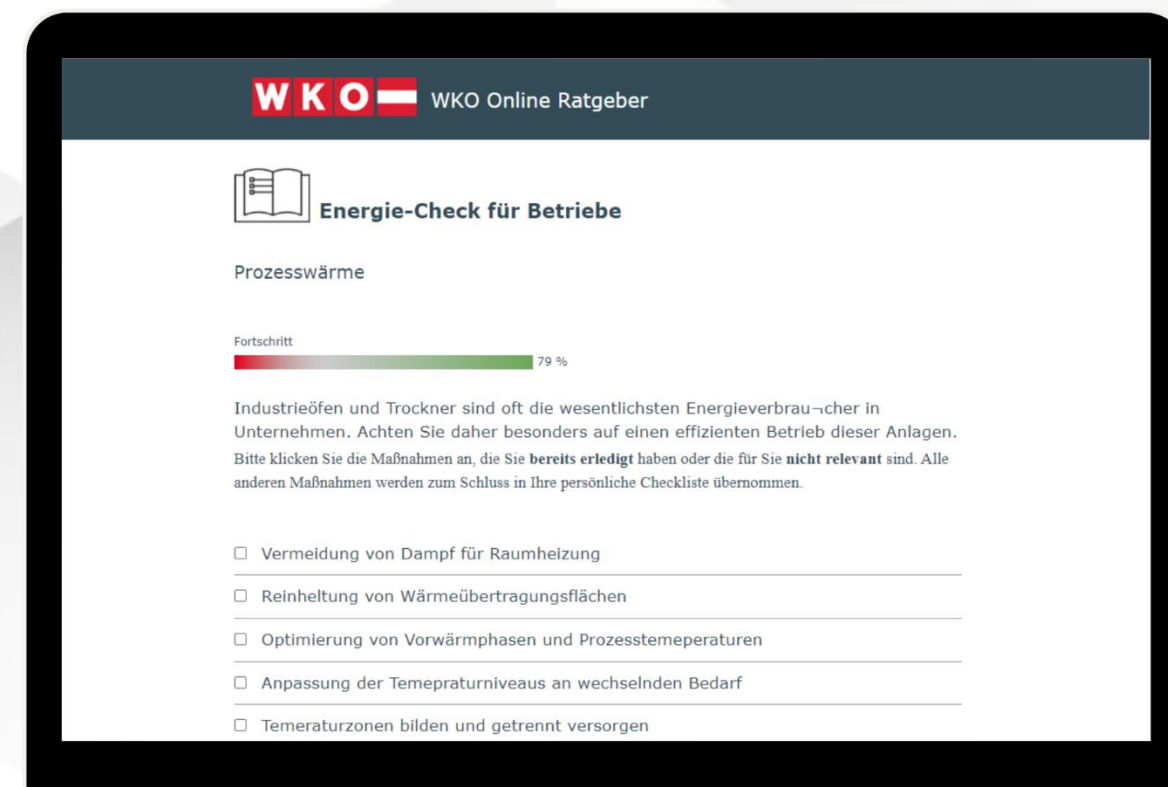 WKO WKO Online Ratgeber
Energie-Check für Betriebe
Prozesswärme
Fortschritt
79 %
Industrieöfen und Trockner sind oft die wesentlichsten Energieverbrau¬cher in
Unternehmen. Achten Sie daher besonders auf einen effizienten Betrieb dieser Anlagen.
Bitte klicken Sie die Maßnahmen an, die Sie bereits erledigt haben oder die für Sie nicht relevant sind. Alle
anderen Maßnahmen werden zum Schluss in Ihre persönliche Checkliste übernommen.
Vermeidung von Dampf für Raumheizung
Reinheltung von Wärmeübertragungsflächen
Optimierung von Vorwärmphasen und Prozesstemeperaturen
Anpassung der Temepraturniveaus an wechselnden Bedarf
Temeraturzonen bilden und getrennt versorgen